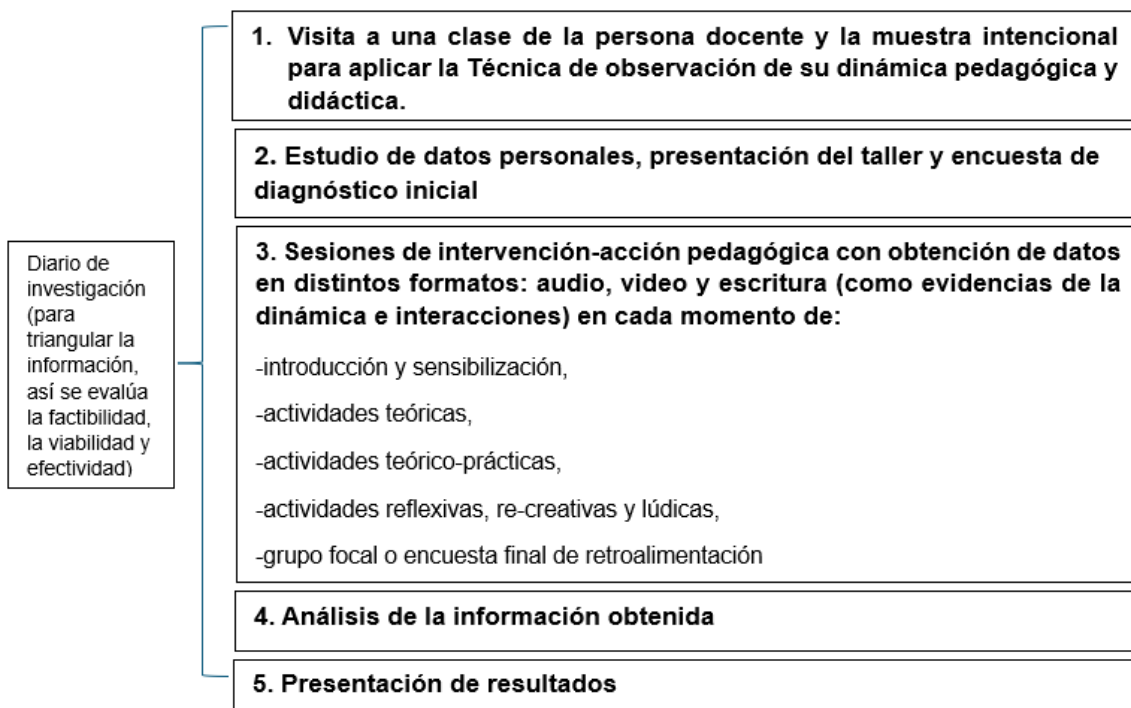 1. Visita a una clase de la persona docente y la muestra intencional
para aplicar la Técnica de observación de su dinámica pedagógica y
didáctica.
2. Estudio de datos personales, presentación del taller y encuesta de
diagnóstico inicial
Diario de
investigación
(para
triangular la
información,
así se evalúa
la factibilidad,
la viabilidad y
efectividad)
3. Sesiones de intervención-acción pedagógica con obtención de datos
en distintos formatos: audio, video y escritura (como evidencias de la
dinámica e interacciones) en cada momento de:
-introducción y sensibilización,
-actividades teóricas,
-actividades teórico-prácticas,
-actividades reflexivas, re-creativas y lúdicas,
-grupo focal o encuesta final de retroalimentación
4. Análisis de la información obtenida
5. Presentación de resultados